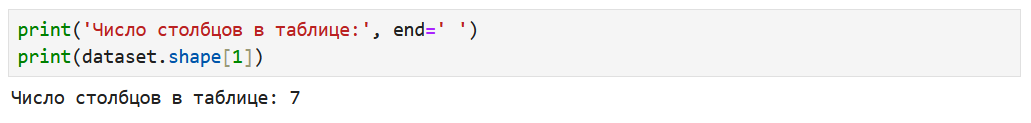 print('Число столбцов в таблице:', end=' ')
print(dataset.shape[1])
Число столбцов в таблице: 7